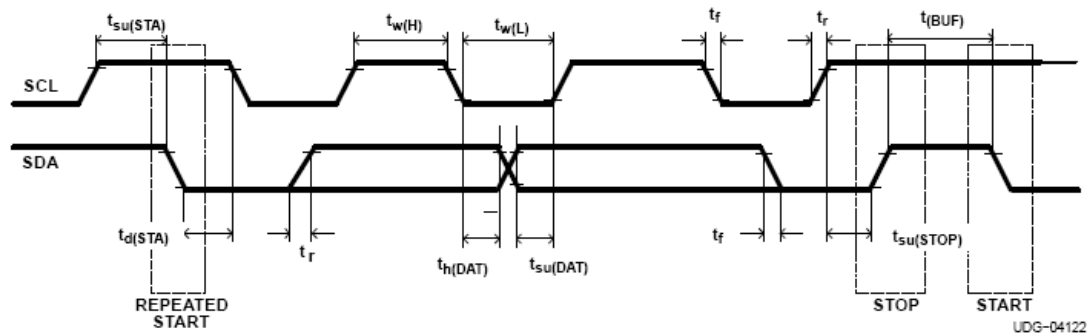 tsu(STA)
tw(H)
tw(L)
tf
tr
t(BUF)
SCL
SDA
td(STA)
tr
th(DAT)
tsu(DAT)
tf
tsu(STOP)
REPEATED
START
STOP
START
UDG-04122